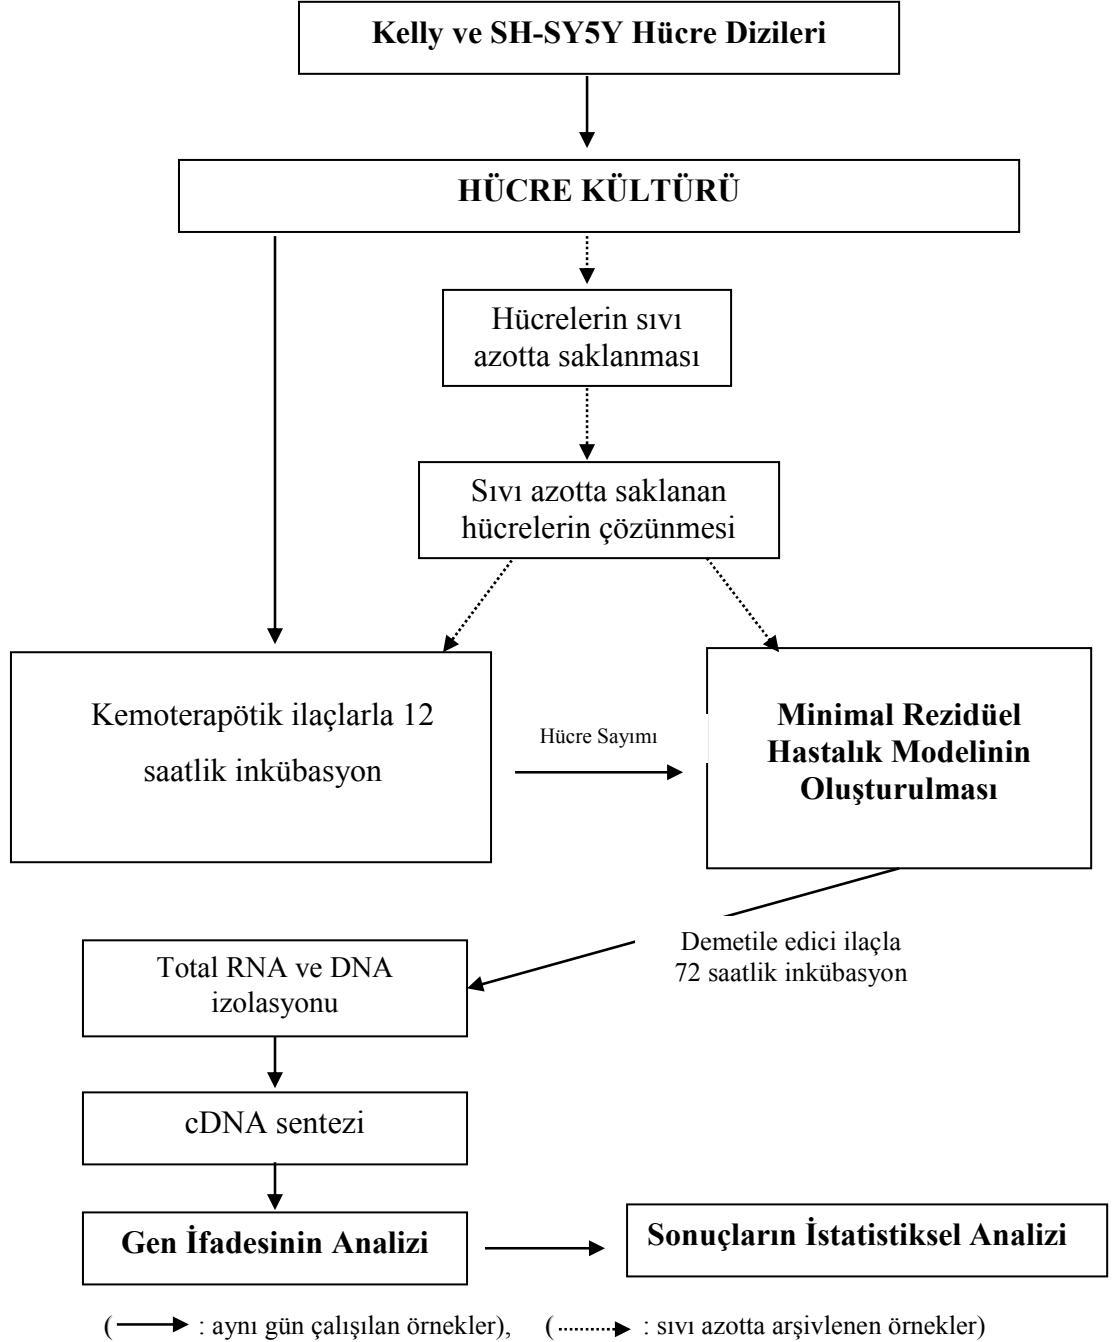 Kelly ve SH-SY5Y Hücre Dizileri
HÜCRE KÜLTÜRÜ
Hücrelerin sıvı
azotta saklanması
Sıvı azotta saklanan
hücrelerin çözünmesi
Kemoterapötik ilaçlarla 12
saatlik inkübasyon
Hücre Sayımı
Minimal Rezidüel
Hastalık Modelinin
Oluşturulması
Demetile edici ilaçla
72 saatlik inkübasyon
Total RNA ve DNA
izolasyonu
cDNA sentezi
Gen İfadesinin Analizi
Sonuçların İstatistiksel Analizi
( : aynı gün çalışılan örnekler), ( : sıvı azotta arşivlenen örnekler)